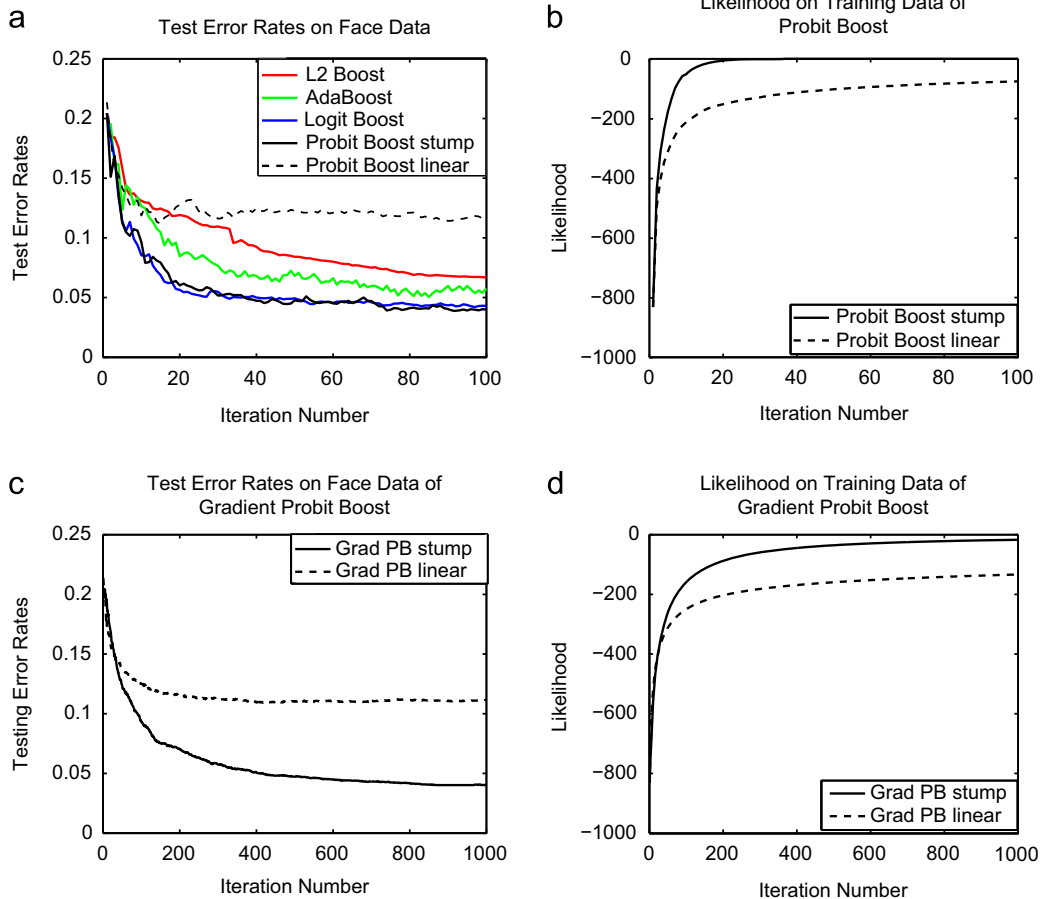 a
Test Error Rates on Face Data
0.25
0.2
0.15
0.1
0.05
0
Test Error Rates
L2 Boost
AdaBoost
Logit Boost
Probit Boost stump
Probit Boost linear
0
20
40
60
80
100
Iteration Number
b
Likelihood on Training Data of
Probit Boost
0
−200
−400
−600
−800
−1000
Likelihood
Probit Boost stump
Probit Boost linear
0
20
40
60
80
100
Iteration Number
c
Test Error Rates on Face Data of
Gradient Probit Boost
0.25
0.2
0.15
0.1
0.05
0
Testing Error Rates
Grad PB stump
Grad PB linear
0
200
400
600
800
1000
Iteration Number
d
Likelihood on Training Data of
Gradient Probit Boost
0
−200
−400
−600
−800
−1000
Likelihood
Grad PB stump
Grad PB linear
0
200
400
600
800
1000
Iteration Number